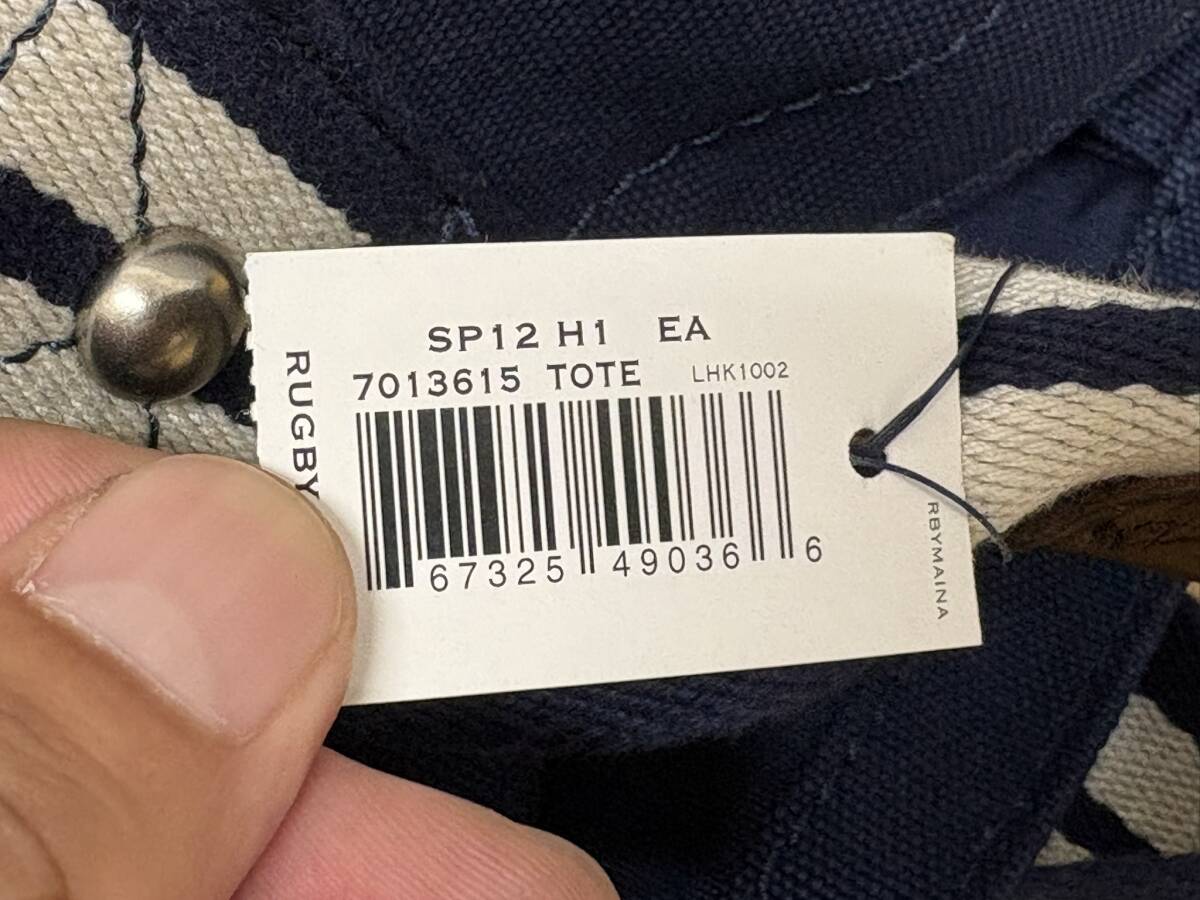 SP12 H1 EA
7013615 TOTE LHK1002
RUGBY
67325 49036 6
RBYMAINA